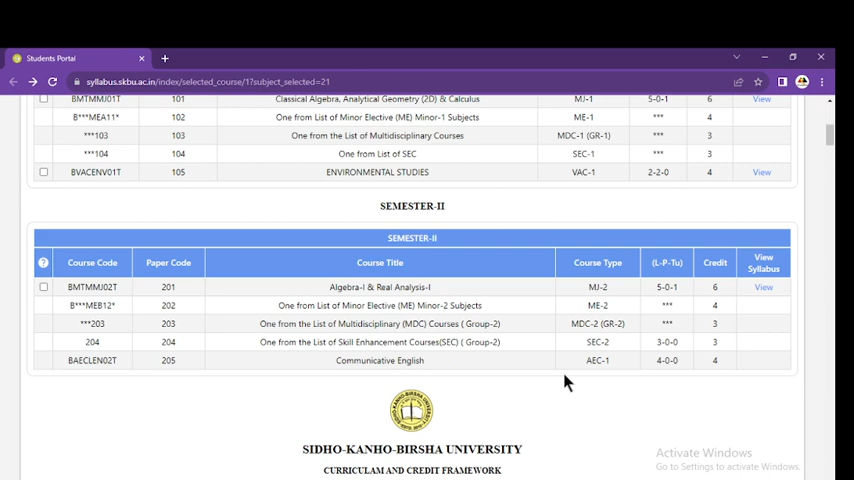 Students Portal
syllabus.skbu.ac.in/index/selected_course/1?subject_selected=21
BMTMMJ01T 101 Classical Algebra, Analytical Geometry (2D) & Calculus MJ-1 5-0-1 6 View
B***MEA11* 102 One from List of Minor Elective (ME) Minor-1 Subjects ME-1 *** 4
***103 103 One from the List of Multidisciplinary Courses MDC-1 (GR-1) *** 3
***104 104 One from List of SEC SEC-1 *** 3
BVACENV01T 105 ENVIRONMENTAL STUDIES VAC-1 2-2-0 4 View
SEMESTER-II
SEMESTER-II
? Course Code Paper Code Course Title Course Type (L-P-Tu) Credit View Syllabus
BMTMMJ02T 201 Algebra-I & Real Analysis-I MJ-2 5-0-1 6 View
B***MEB12* 202 One from List of Minor Elective (ME) Minor-2 Subjects ME-2 *** 4
***203 203 One from the List of Multidisciplinary (MDC) Courses ( Group-2) MDC-2 (GR-2) *** 3
204 204 One from the List of Skill Enhancement Courses(SEC) ( Group-2) SEC-2 3-0-0 3
BAECLEN02T 205 Communicative English AEC-1 4-0-0 4
SIDHO-KANHO-BIRSHA UNIVERSITY
CURRICULAM AND CREDIT FRAMEWORK
Activate Windows
Go to Settings to activate Windows.